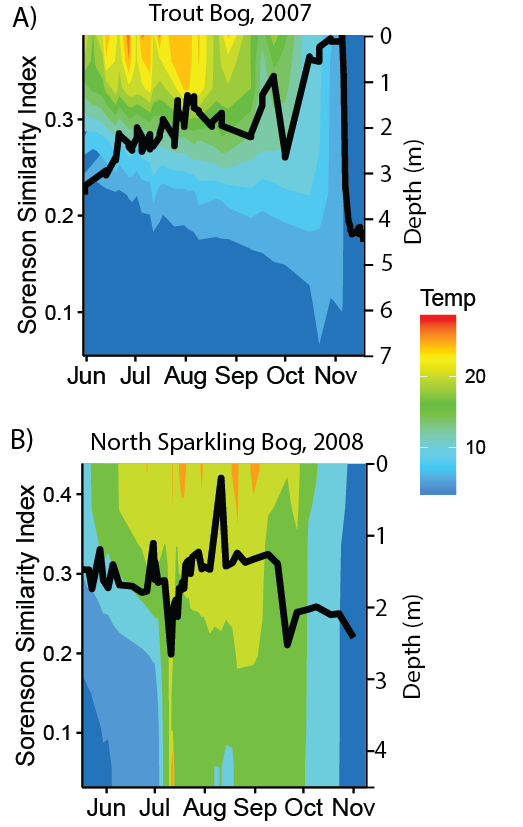 A)
Trout Bog, 2007
Sorenson Similarity Index
0.3
0.2
0.1
0
1
2
3
4
5
6
7
Depth (m)
Jun Jul Aug Sep Oct Nov
Temp
20
10
B)
North Sparkling Bog, 2008
Sorenson Similarity Index
0.4
0.3
0.2
0.1
0
1
2
3
4
Depth (m)
Jun Jul Aug Sep Oct Nov